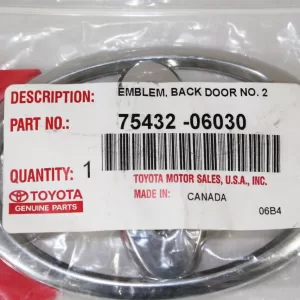 DESCRIPTION: EMBLEM, BACK DOOR NO. 2
PART NO.: 75432 -06030
QUANTITY: 1 TOYOTA MOTOR SALES, U.S.A., INC.
TOYOTA MADE IN: CANADA
GENUINE PARTS 06B4